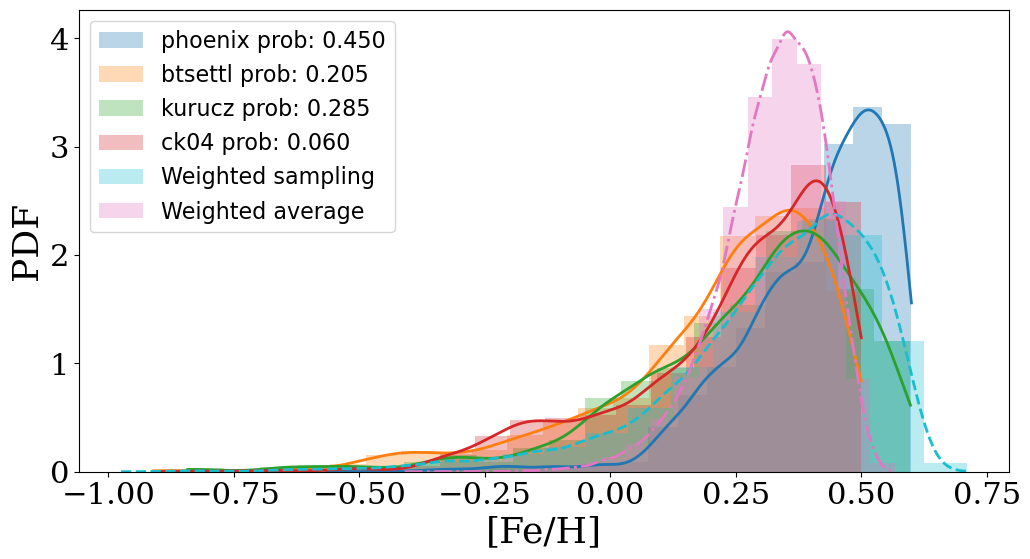 phoenix prob: 0.450
btsettl prob: 0.205
kurucz prob: 0.285
ck04 prob: 0.060
Weighted sampling
Weighted average
PDF
4
3
2
1
0
−1.00 −0.75 −0.50 −0.25 0.00 0.25 0.50 0.75
[Fe/H]